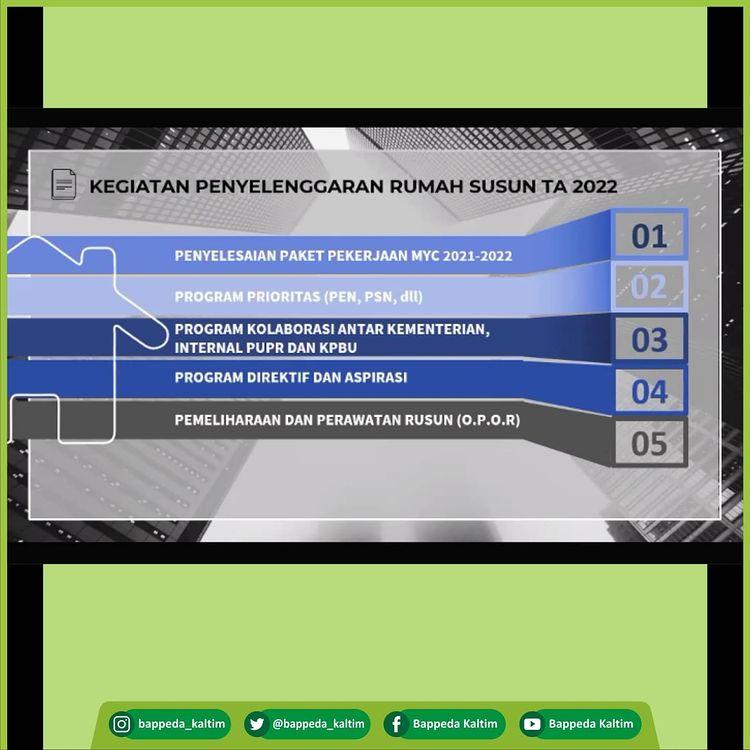 KEGIATAN PENYELENGGARAN RUMAH SUSUN TA 2022
PENYELESAIAN PAKET PEKERJAAN MYC 2021-2022
01
PROGRAM PRIORITAS (PEN, PSN, dll)
02
PROGRAM KOLABORASI ANTAR KEMENTERIAN,
INTERNAL PUPR DAN KPBU
03
PROGRAM DIREKTIF DAN ASPIRASI
04
PEMELIHARAAN DAN PERAWATAN RUSUN (O.P.O.R)
05
bappeda_kaltim
@bappeda_kaltim
Bappeda Kaltim
Bappeda Kaltim